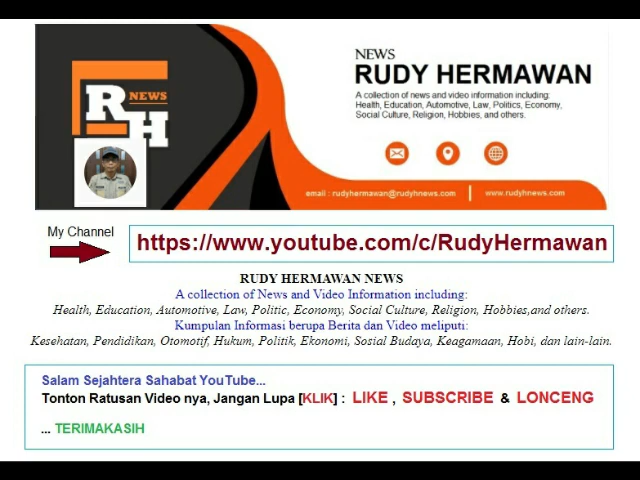 NEWS
RUDY HERMAWAN
A collection of news and video information including:
Health, Education, Automotive, Law, Politics, Economy,
Social Culture, Religion, Hobbies, and others.
R NEWS
H
email : rudyhermawan@rudyhnews.com | www.rudyhnews.com
My Channel
https://www.youtube.com/c/RudyHermawan
RUDY HERMAWAN NEWS
A collection of News and Video Information including:
Health, Education, Automotive, Law, Politic, Economy, Social Culture, Religion, Hobbies,and others.
Kumpulan Informasi berupa Berita dan Video meliputi:
Kesehatan, Pendidikan, Otomotif, Hukum, Politik, Ekonomi, Sosial Budaya, Keagamaan, Hobi, dan lain-lain.
Salam Sejahtera Sahabat YouTube...
Tonton Ratusan Video nya, Jangan Lupa [KLIK] : LIKE , SUBSCRIBE & LONCENG
... TERIMAKASIH